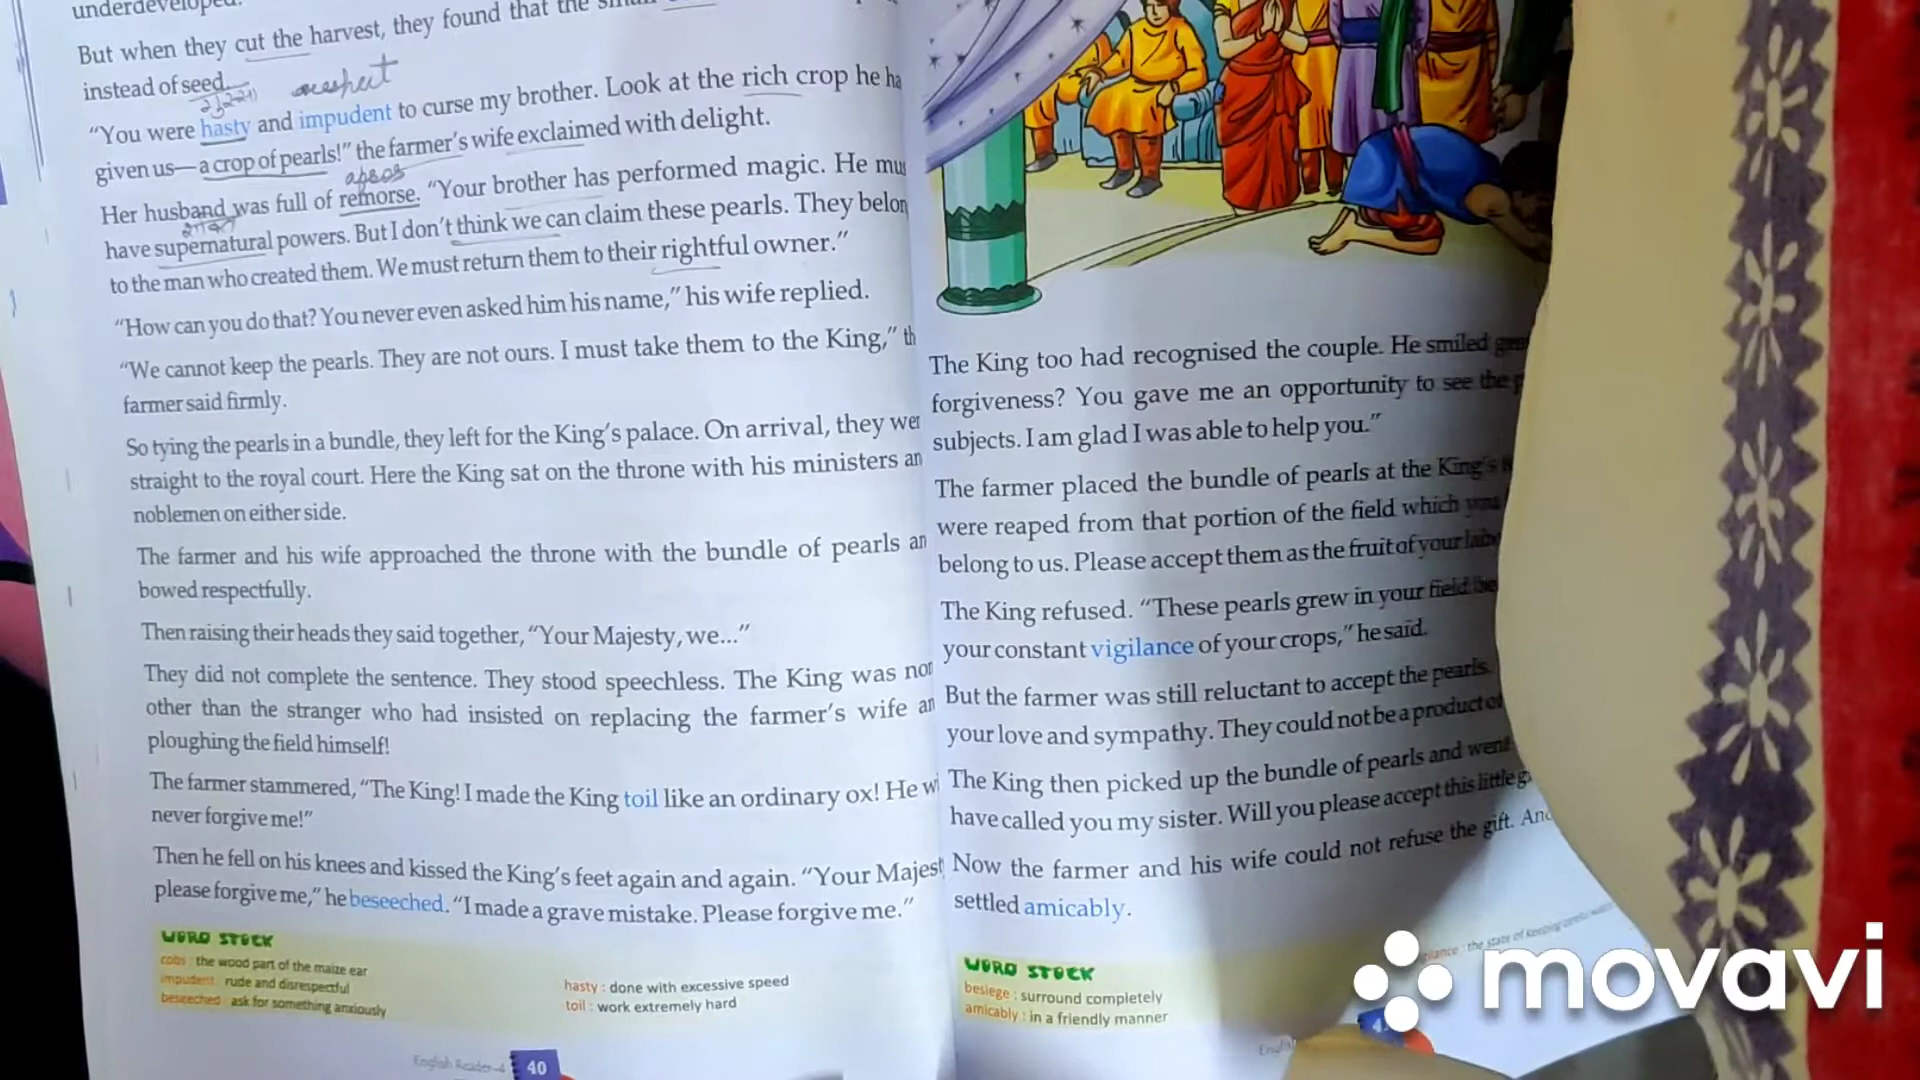 underdeveloped.
But when they cut the harvest, they found that the
instead of seed.
"You were hasty and impudent to curse my brother. Look at the rich crop he ha
given us—a crop of pearls!" the farmer's wife exclaimed with delight.
Her husband was full of remorse. "Your brother has performed magic. He mus
have supernatural powers. But I don't think we can claim these pearls. They belon
to the man who created them. We must return them to their rightful owner."
"How can you do that? You never even asked him his name," his wife replied.
"We cannot keep the pearls. They are not ours. I must take them to the King," th
farmer said firmly.
So tying the pearls in a bundle, they left for the King's palace. On arrival, they wer
straight to the royal court. Here the King sat on the throne with his ministers an
noblemen on either side.
The farmer and his wife approached the throne with the bundle of pearls an
bowed respectfully.
Then raising their heads they said together, "Your Majesty, we..."
They did not complete the sentence. They stood speechless. The King was non
other than the stranger who had insisted on replacing the farmer's wife an
ploughing the field himself!
The farmer stammered, "The King! I made the King toil like an ordinary ox! He wi
never forgive me!"
Then he fell on his knees and kissed the King's feet again and again. "Your Majest
please forgive me," he beseeched. "I made a grave mistake. Please forgive me."
WORD STOCK
cobs : the wood part of the maize ear
impudent : rude and disrespectful
beseeched : ask for something anxiously
hasty : done with excessive speed
toil : work extremely hard
English Reader-4 40
The King too had recognised the couple. He smiled
forgiveness? You gave me an opportunity to see the
subjects. I am glad I was able to help you."
The farmer placed the bundle of pearls at the King's
were reaped from that portion of the field which
belong to us. Please accept them as the fruit of your
The King refused. "These pearls grew in your field
your constant vigilance of your crops," he said.
But the farmer was still reluctant to accept the pearls.
your love and sympathy. They could not be a product of
The King then picked up the bundle of pearls and went
have called you my sister. Will you please accept this little
Now the farmer and his wife could not refuse the gift. And
settled amicably.
WORD STOCK
besiege : surround completely
amicably : in a friendly manner
movavi